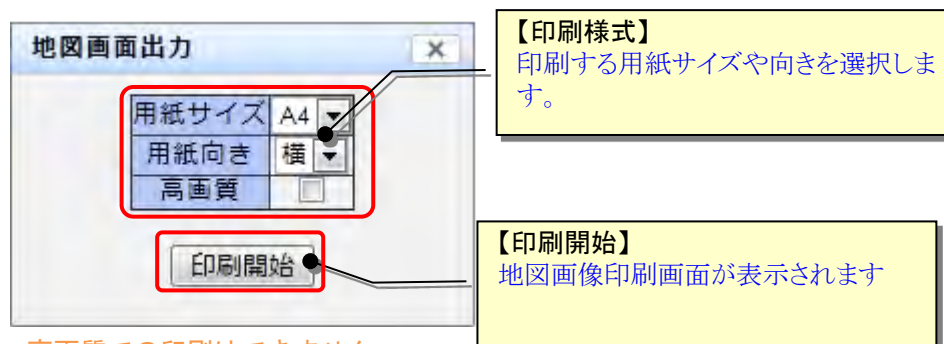 地図画面出力
用紙サイズ A4
用紙向き 横
高画質
印刷開始
【印刷様式】
印刷する用紙サイズや向きを選択しま
す。
【印刷開始】
地図画像印刷画面が表示されます